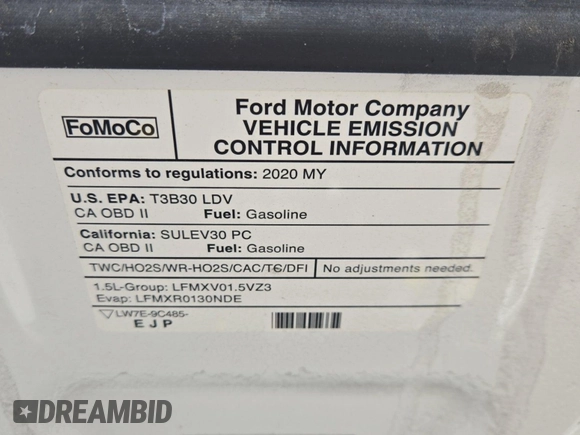 FoMoCo
Ford Motor Company
VEHICLE EMISSION
CONTROL INFORMATION
Conforms to regulations: 2020 MY
U.S. EPA: T3B30 LDV
CA OBD II Fuel: Gasoline
California: SULEV30 PC
CA OBD II Fuel: Gasoline
TWC/HO2S/WR-HO2S/CAC/TC/DFI No adjustments needed.
1.5L-Group: LFMXV01.5VZ3
Evap: LFMXR0130NDE
LW7E-9C485-
E J P
DREAMBID